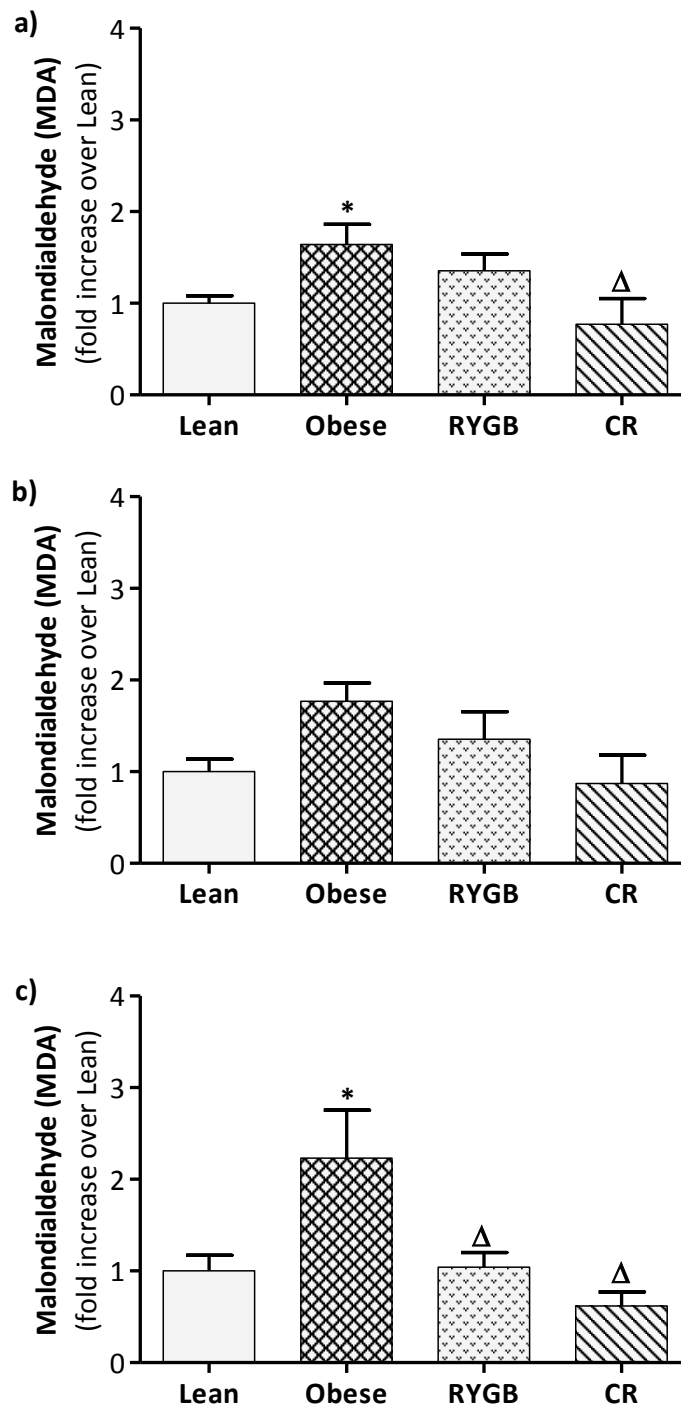 a)
Malondialdehyde (MDA)
(fold increase over Lean)
4
3
2
1
0
*
Δ
Lean Obese RYGB CR
b)
Malondialdehyde (MDA)
(fold increase over Lean)
4
3
2
1
0
Lean Obese RYGB CR
c)
Malondialdehyde (MDA)
(fold increase over Lean)
4
3
2
1
0
*
Δ
Δ
Lean Obese RYGB CR